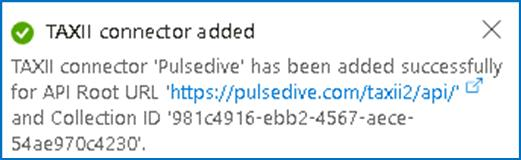 TAXII connector added
TAXII connector 'Pulsedive' has been added successfully
for API Root URL 'https://pulsedive.com/taxii2/api/'
and Collection ID '981c4916-ebb2-4567-aece-
54ae970c4230'.